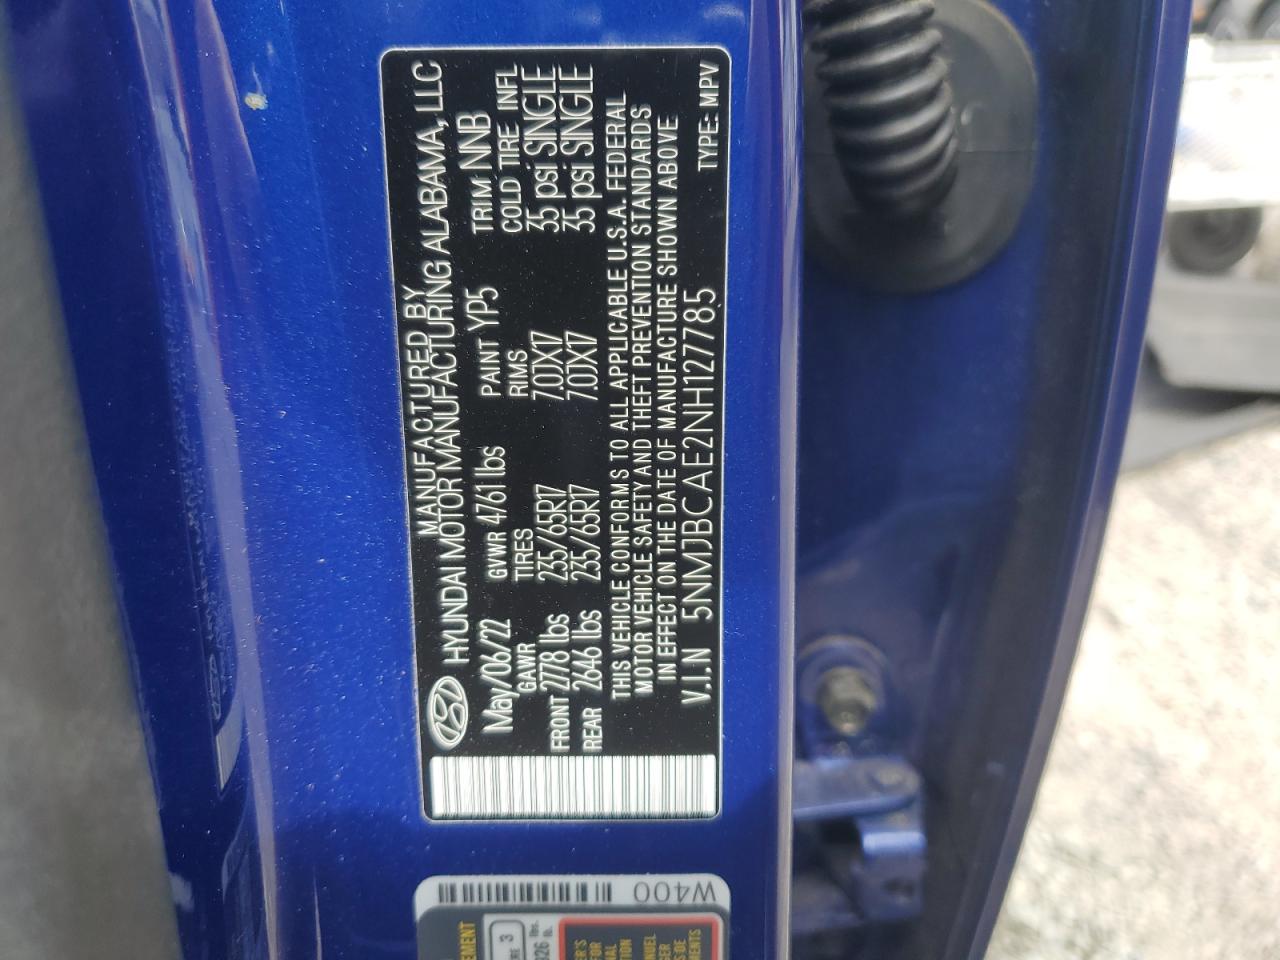 MANUFACTURED BY
HYUNDAI MOTOR MANUFACTURING ALABAMA, LLC
May/06/22 GVWR 4761 lbs PAINT YP5 TRIM NNB
GAWR TIRES RIMS COLD TIRE INFL
FRONT 2778 lbs 235/65R17 7.0JX17 35 psi SINGLE
REAR 2646 lbs 235/65R17 7.0JX17 35 psi SINGLE
THIS VEHICLE CONFORMS TO ALL APPLICABLE U.S.A. FEDERAL
MOTOR VEHICLE SAFETY AND THEFT PREVENTION STANDARDS
IN EFFECT ON THE DATE OF MANUFACTURE SHOWN ABOVE
V.I.N 5NMJBCAE2NH127785 TYPE: MPV
W400